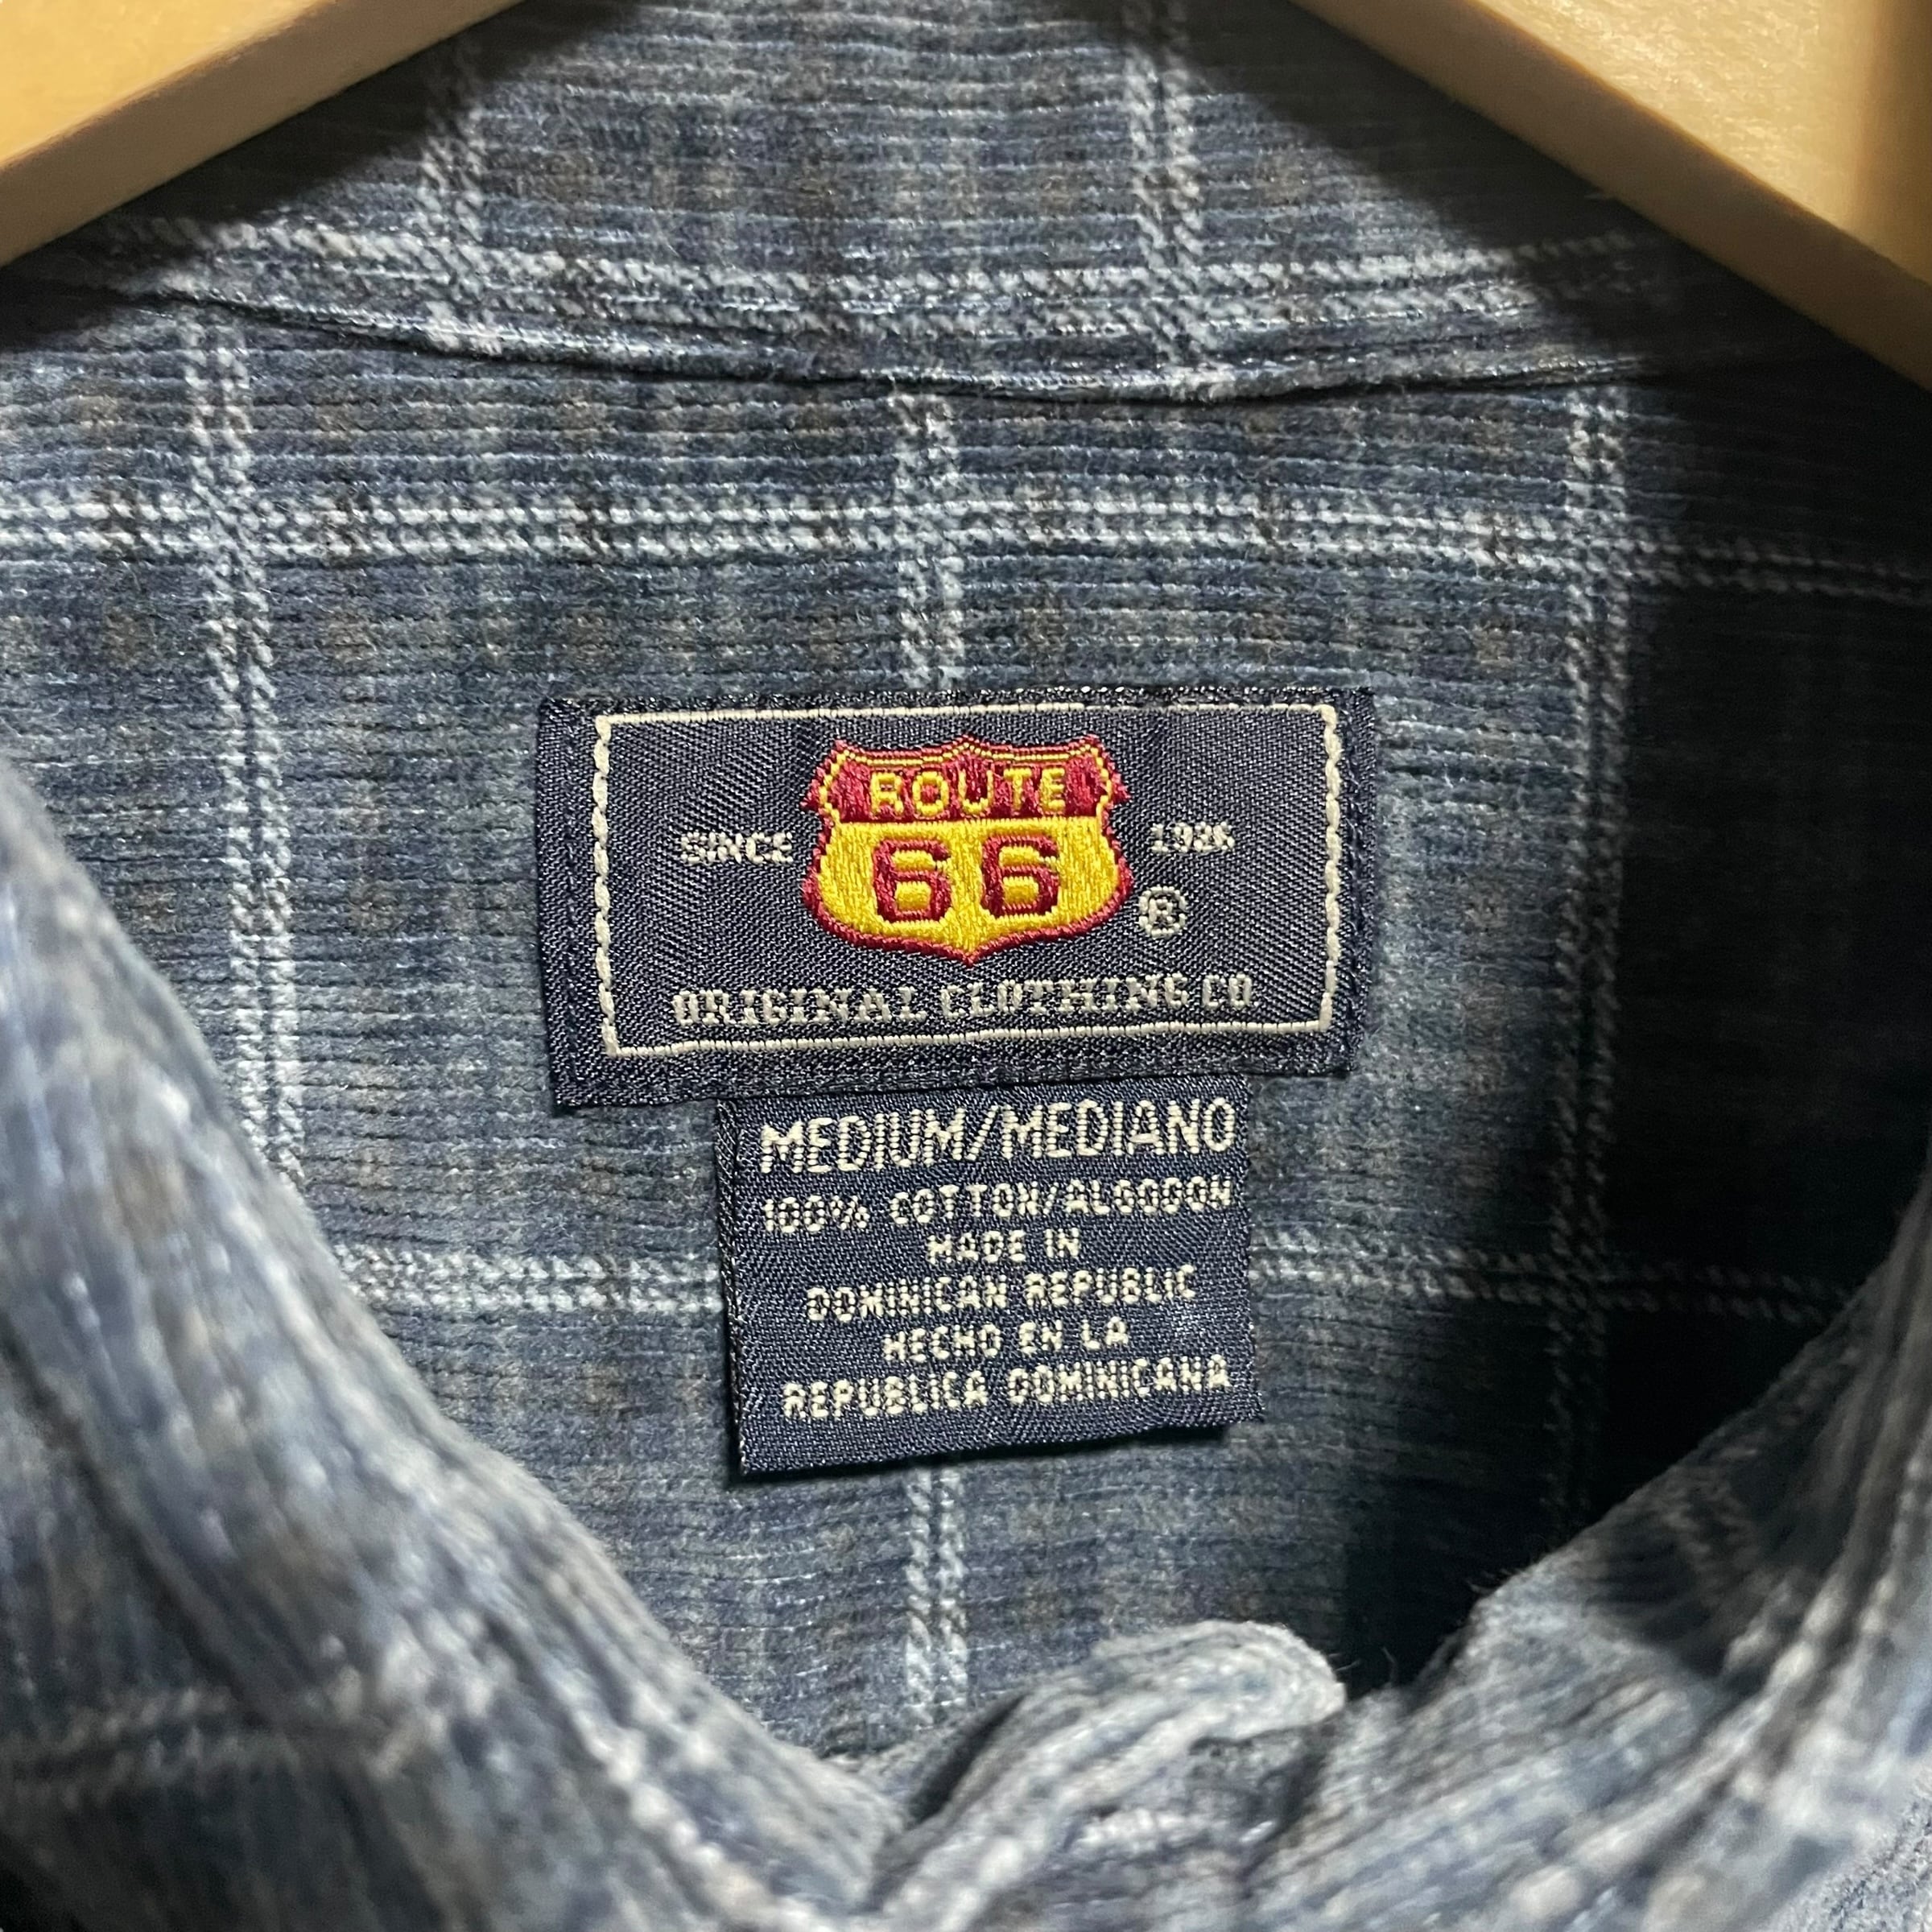 ROUTE
SINCE 66 1926
®
ORIGINAL CLOTHING CO
MEDIUM/MEDIANO
100% COTTON/ALGODON
MADE IN
DOMINICAN REPUBLIC
HECHO EN LA
REPUBLICA DOMINICANA